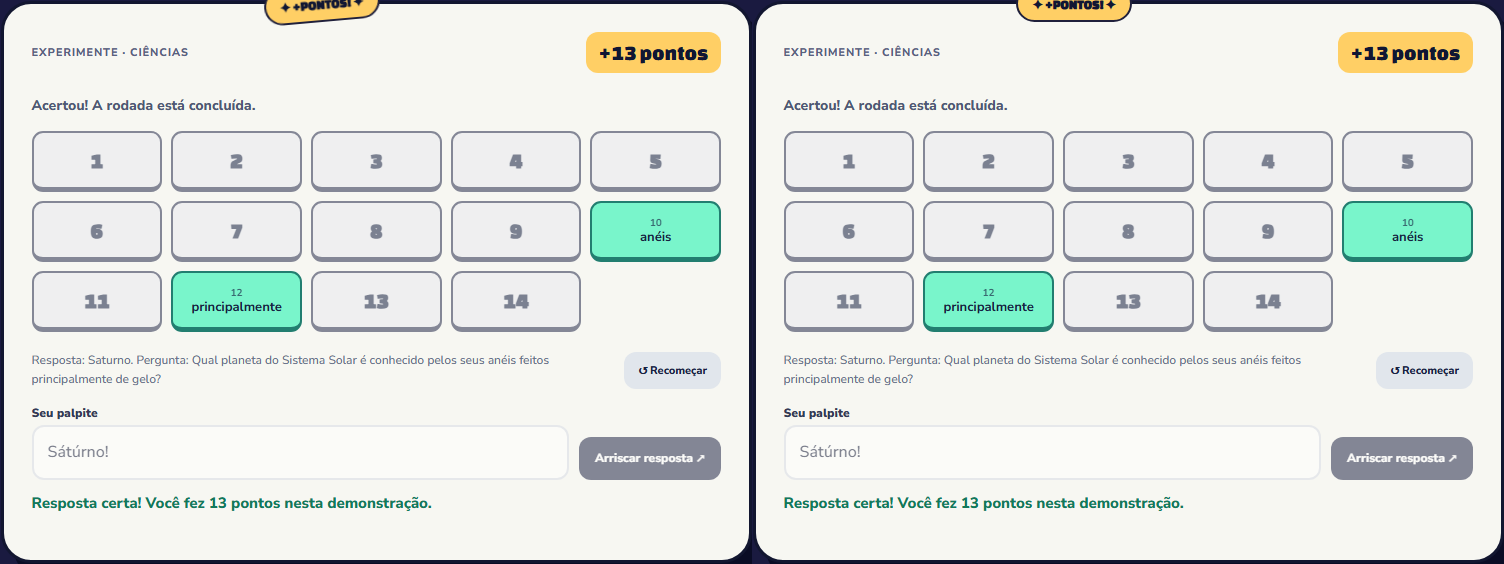 ✦ +PONTOS! ✦
EXPERIMENTE · CIÊNCIAS
+13 pontos
Acertou! A rodada está concluída.
1 2 3 4 5
6 7 8 9 10 anéis
11 12 principalmente 13 14
Resposta: Saturno. Pergunta: Qual planeta do Sistema Solar é conhecido pelos seus anéis feitos
principalmente de gelo?
↺ Recomeçar
Seu palpite
Sátúrno!
Arriscar resposta ↗
Resposta certa! Você fez 13 pontos nesta demonstração.
✦ +PONTOS! ✦
EXPERIMENTE · CIÊNCIAS
+13 pontos
Acertou! A rodada está concluída.
1 2 3 4 5
6 7 8 9 10 anéis
11 12 principalmente 13 14
Resposta: Saturno. Pergunta: Qual planeta do Sistema Solar é conhecido pelos seus anéis feitos
principalmente de gelo?
↺ Recomeçar
Seu palpite
Sátúrno!
Arriscar resposta ↗
Resposta certa! Você fez 13 pontos nesta demonstração.